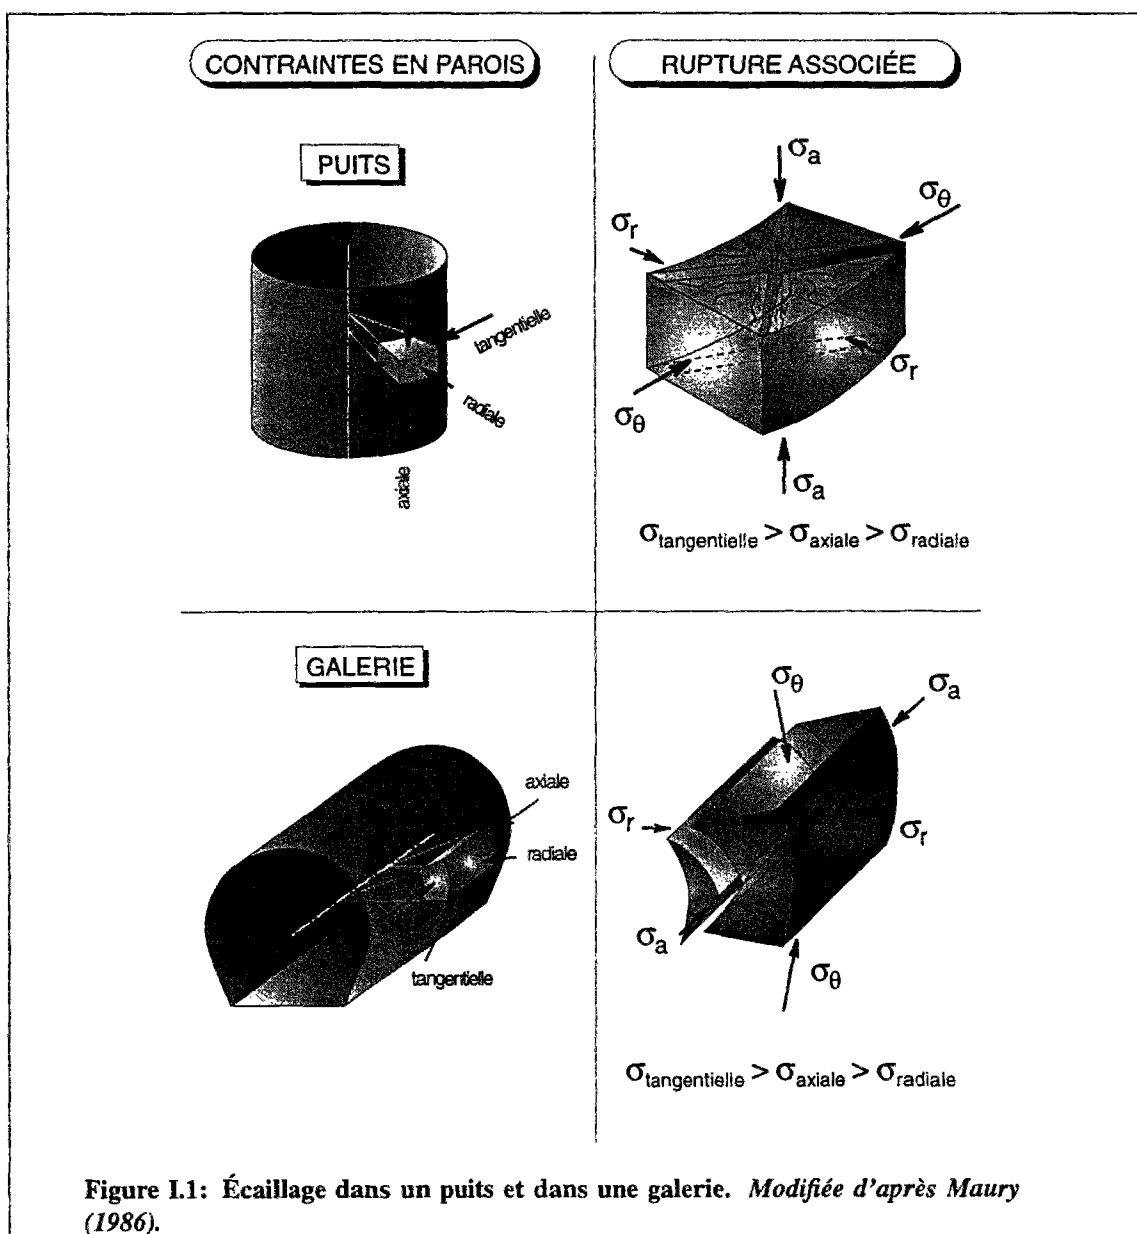 CONTRAINTES EN PAROIS
RUPTURE ASSOCIÉE
PUITS
tangentielle
radiale
axiale
σa
σθ
σr
σr
σθ
σa
σtangentielle > σaxiale > σradiale
GALERIE
axiale
radiale
tangentielle
σθ
σa
σr
σr
σa
σθ
σtangentielle > σaxiale > σradiale
Figure I.1: Écaillage dans un puits et dans une galerie. Modifiée d'après Maury
(1986).